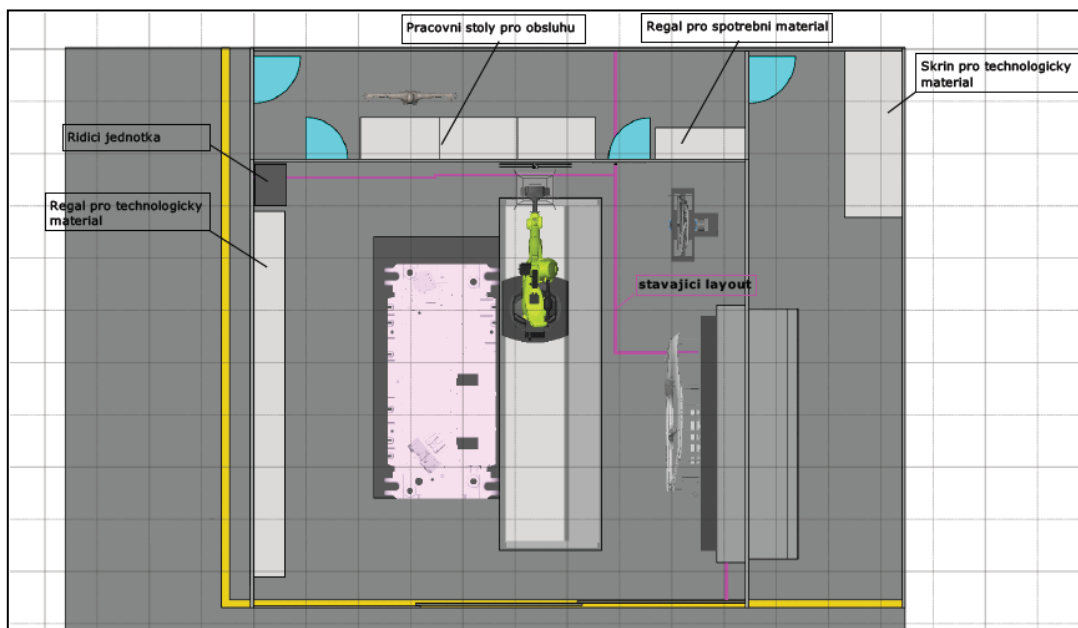 Pracovni stoly pro obsluhu
Regal pro spotrebni material
Skrin pro technologicky
material
Ridici jednotka
Regal pro technologicky
material
stavajici layout